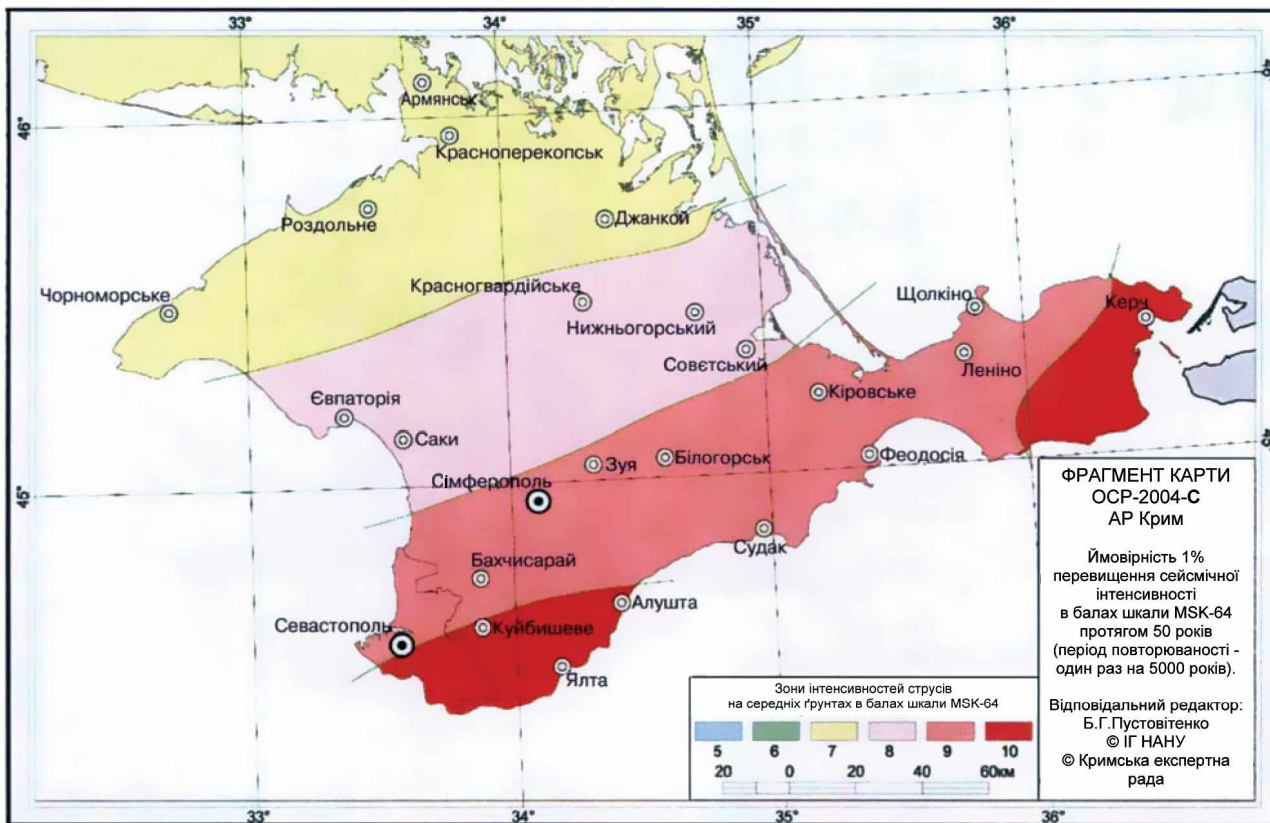 33°
34°
35°
36°
46°
45°
Армянськ
Красноперекопськ
Роздольне
Джанкой
Чорноморське
Красногвардійське
Нижньогорський
Совєтський
Щолкіно
Керч
Леніно
Кіровське
Євпаторія
Саки
Зуя
Білогорськ
Феодосія
Сімферополь
Судак
Бахчисарай
Алушта
Севастополь
Куйбишеве
Ялта
ФРАГМЕНТ КАРТИ
ОСР-2004-С
АР Крим
Ймовірність 1%
перевищення сейсмічної
інтенсивності
в балах шкали MSK-64
протягом 50 років
(період повторюваності -
один раз на 5000 років).
Відповідальний редактор:
Б.Г.Пустовітенко
© ІГ НАНУ
© Кримська експертна
рада
Зони інтенсивностей струсів
на середніх ґрунтах в балах шкали MSK-64
5 6 7 8 9 10
20 0 20 40 60км
33°
34°
35°
36°